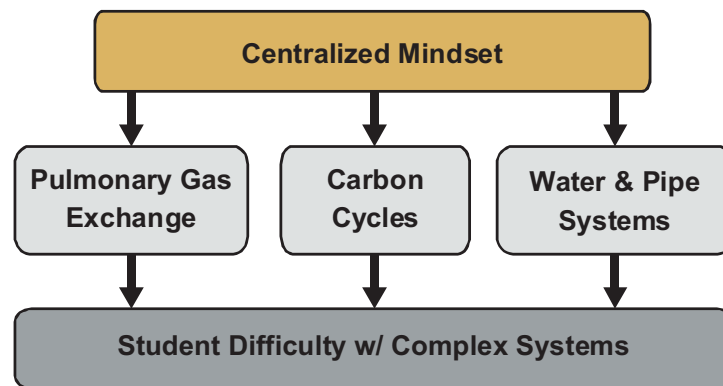 Centralized Mindset
Pulmonary Gas
Exchange
Carbon
Cycles
Water & Pipe
Systems
Student Difficulty w/ Complex Systems